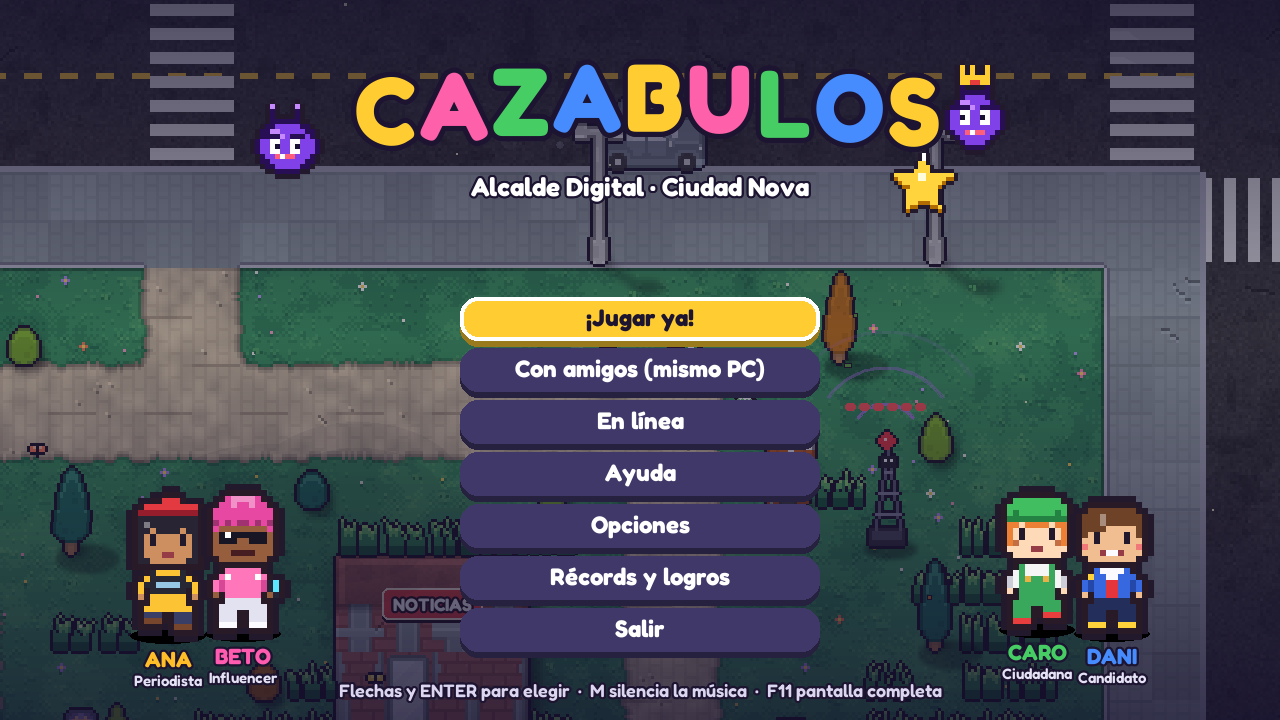 CAZABULOS
Alcalde Digital · Ciudad Nova
¡Jugar ya!
Con amigos (mismo PC)
En línea
Ayuda
Opciones
Récords y logros
Salir
NOTICIAS
ANA
Periodista
BETO
Influencer
CARO
Ciudadana
DANI
Candidato
Flechas y ENTER para elegir · M silencia la música · F11 pantalla completa